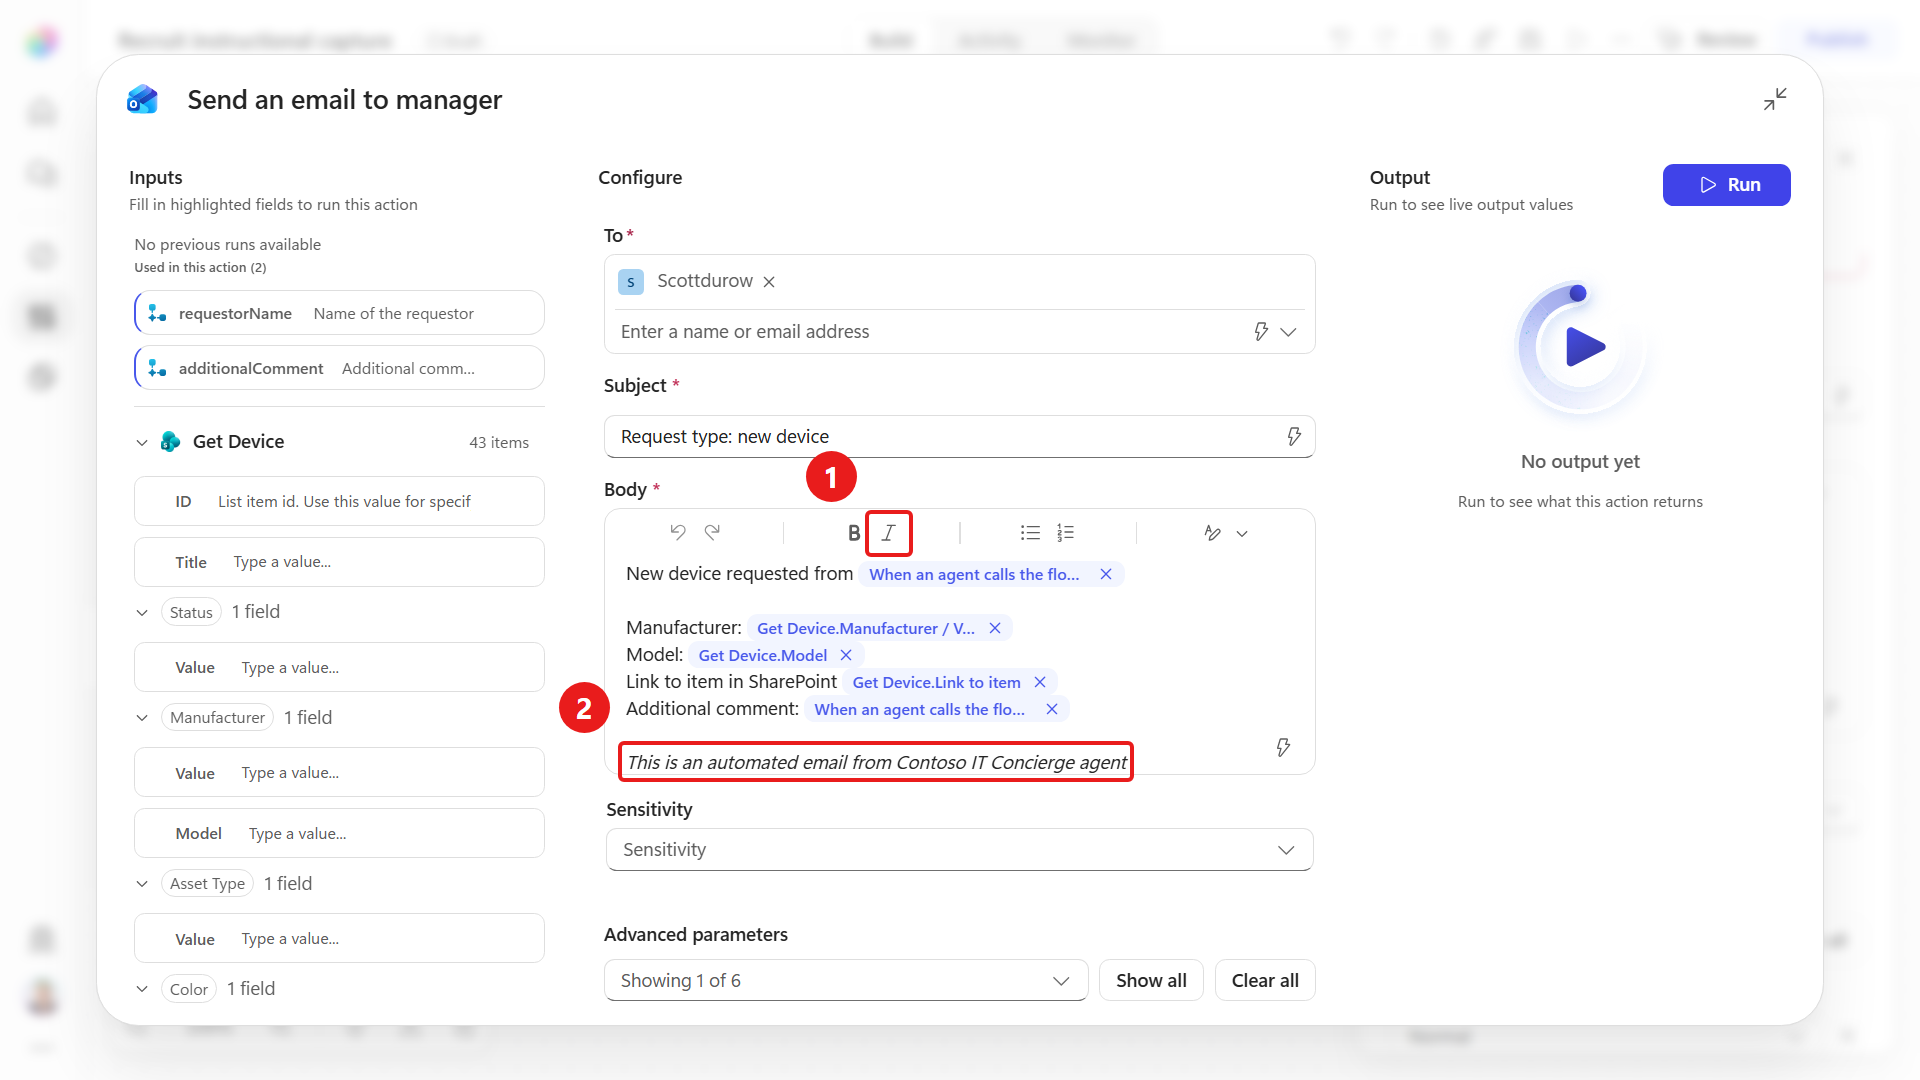 Send an email to manager
Inputs
Fill in highlighted fields to run this action
No previous runs available
Used in this action (2)
requestorName Name of the requestor
additionalComment Additional comm...
Get Device 43 items
ID List item id. Use this value for specif
Title Type a value...
Status 1 field
Value Type a value...
Manufacturer 1 field
Value Type a value...
Model Type a value...
Asset Type 1 field
Value Type a value...
Color 1 field
Configure
To *
S Scottdurow
Enter a name or email address
Subject *
Request type: new device
1
Body *
B I
New device requested from When an agent calls the flo...
Manufacturer: Get Device.Manufacturer / V...
Model: Get Device.Model
Link to item in SharePoint Get Device.Link to item
2
Additional comment: When an agent calls the flo...
This is an automated email from Contoso IT Concierge agent
Sensitivity
Sensitivity
Advanced parameters
Showing 1 of 6
Show all
Clear all
Output
Run to see live output values
Run
No output yet
Run to see what this action returns